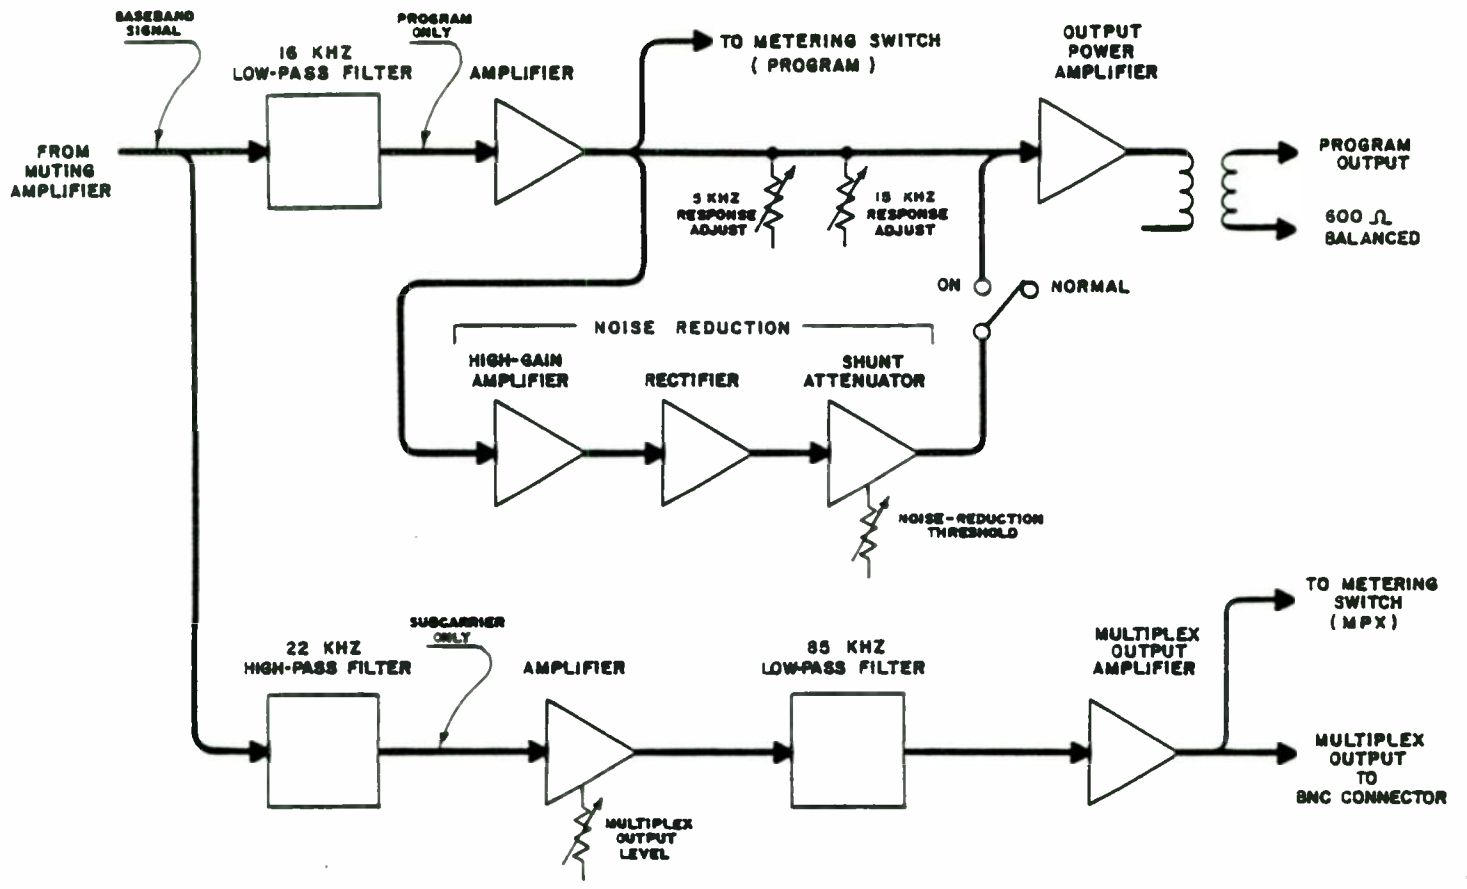 BASEBAND
SIGNAL
PROGRAM
ONLY
16 KHZ
LOW-PASS FILTER
AMPLIFIER
TO METERING SWITCH
( PROGRAM )
OUTPUT
POWER
AMPLIFIER
FROM
MUTING
AMPLIFIER
PROGRAM
OUTPUT
600 Ω
BALANCED
5 KHZ
RESPONSE
ADJUST
15 KHZ
RESPONSE
ADJUST
ON
NORMAL
NOISE REDUCTION
HIGH-GAIN
AMPLIFIER
RECTIFIER
SHUNT
ATTENUATOR
NOISE-REDUCTION
THRESHOLD
SUBCARRIER
ONLY
22 KHZ
HIGH-PASS FILTER
AMPLIFIER
85 KHZ
LOW-PASS FILTER
MULTIPLEX
OUTPUT
AMPLIFIER
TO METERING
SWITCH
(MPX)
MULTIPLEX
OUTPUT
TO
BNC CONNECTOR
MULTIPLEX
OUTPUT
LEVEL